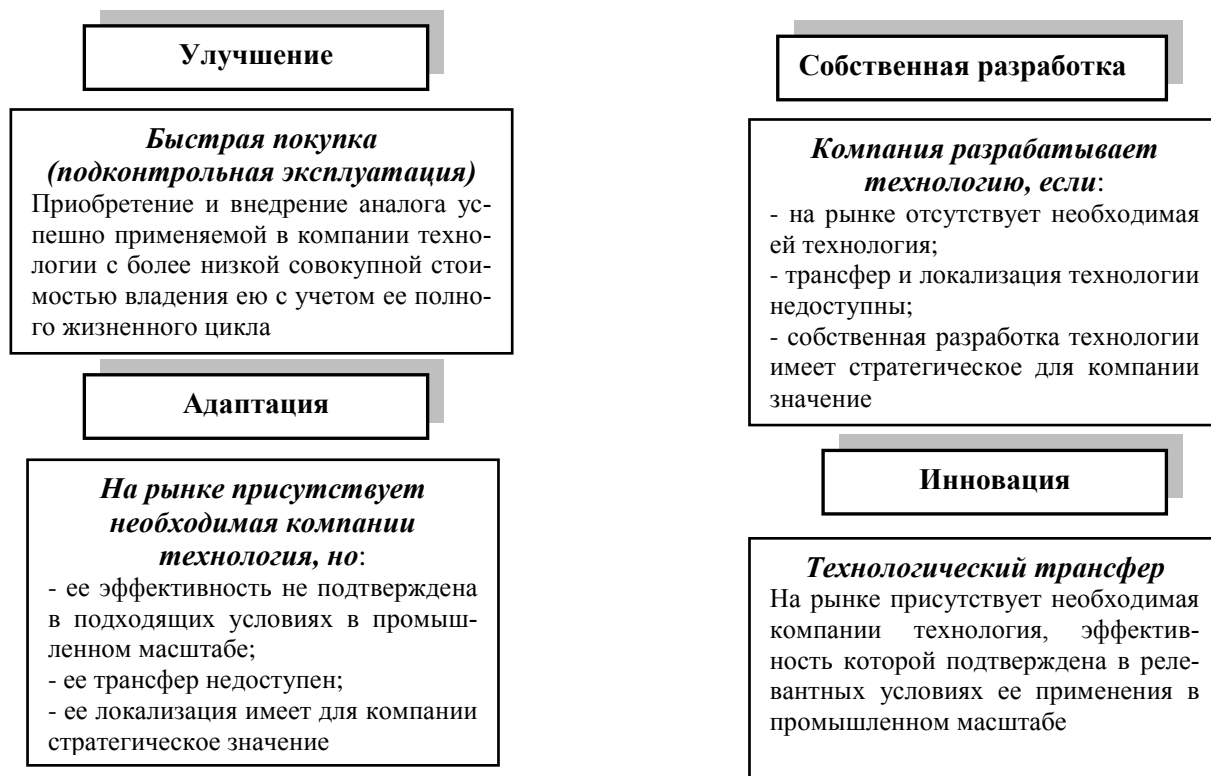 Улучшение
Быстрая покупка
(подконтрольная эксплуатация)
Приобретение и внедрение аналога ус-
пешно применяемой в компании техно-
логии с более низкой совокупной стои-
мостью владения ею с учетом ее полно-
го жизненного цикла
Адаптация
На рынке присутствует
необходимая компании
технология, но:
- ее эффективность не подтверждена
в подходящих условиях в промыш-
ленном масштабе;
- ее трансфер недоступен;
- ее локализация имеет для компании
стратегическое значение
Собственная разработка
Компания разрабатывает
технологию, если:
- на рынке отсутствует необходимая
ей технология;
- трансфер и локализация технологии
недоступны;
- собственная разработка технологии
имеет стратегическое для компании
значение
Инновация
Технологический трансфер
На рынке присутствует необходимая
компании технология, эффектив-
ность которой подтверждена в реле-
вантных условиях ее применения в
промышленном масштабе